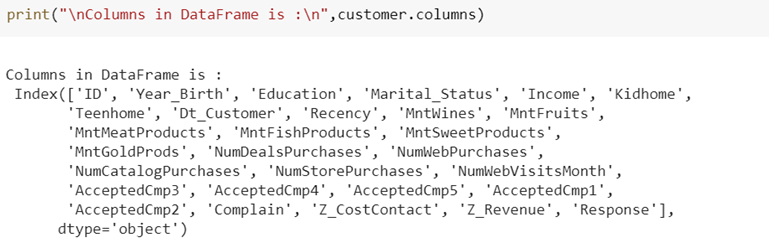 print("\nColumns in DataFrame is :\n",customer.columns)
Columns in DataFrame is :
Index(['ID', 'Year_Birth', 'Education', 'Marital_Status', 'Income', 'Kidhome',
'Teenhome', 'Dt_Customer', 'Recency', 'MntWines', 'MntFruits',
'MntMeatProducts', 'MntFishProducts', 'MntSweetProducts',
'MntGoldProds', 'NumDealsPurchases', 'NumWebPurchases',
'NumCatalogPurchases', 'NumStorePurchases', 'NumWebVisitsMonth',
'AcceptedCmp3', 'AcceptedCmp4', 'AcceptedCmp5', 'AcceptedCmp1',
'AcceptedCmp2', 'Complain', 'Z_CostContact', 'Z_Revenue', 'Response'],
dtype='object')